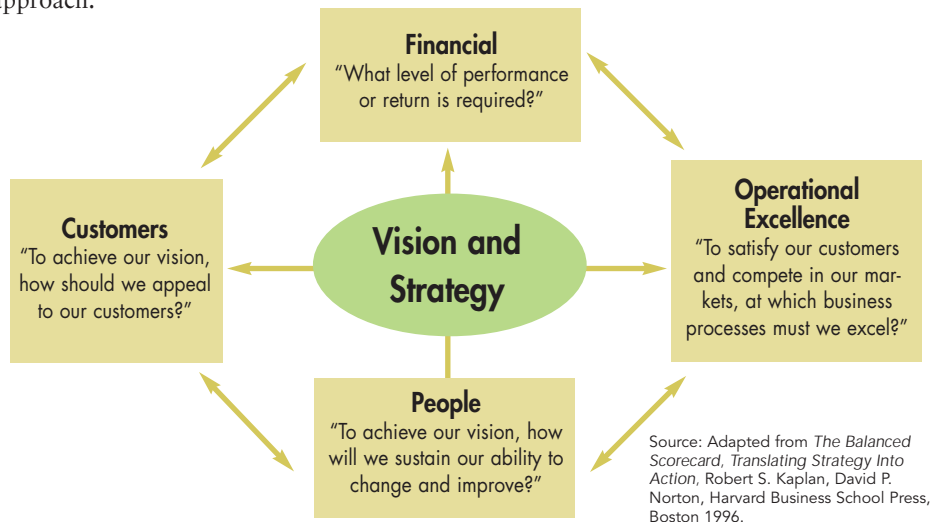 approach.
Financial
“What level of performance
or return is required?”
Customers
“To achieve our vision,
how should we appeal
to our customers?”
Vision and
Strategy
Operational
Excellence
“To satisfy our customers
and compete in our mar-
kets, at which business
processes must we excel?”
People
“To achieve our vision, how
will we sustain our ability to
change and improve?”
Source: Adapted from The Balanced
Scorecard, Translating Strategy Into
Action, Robert S. Kaplan, David P.
Norton, Harvard Business School Press,
Boston 1996.